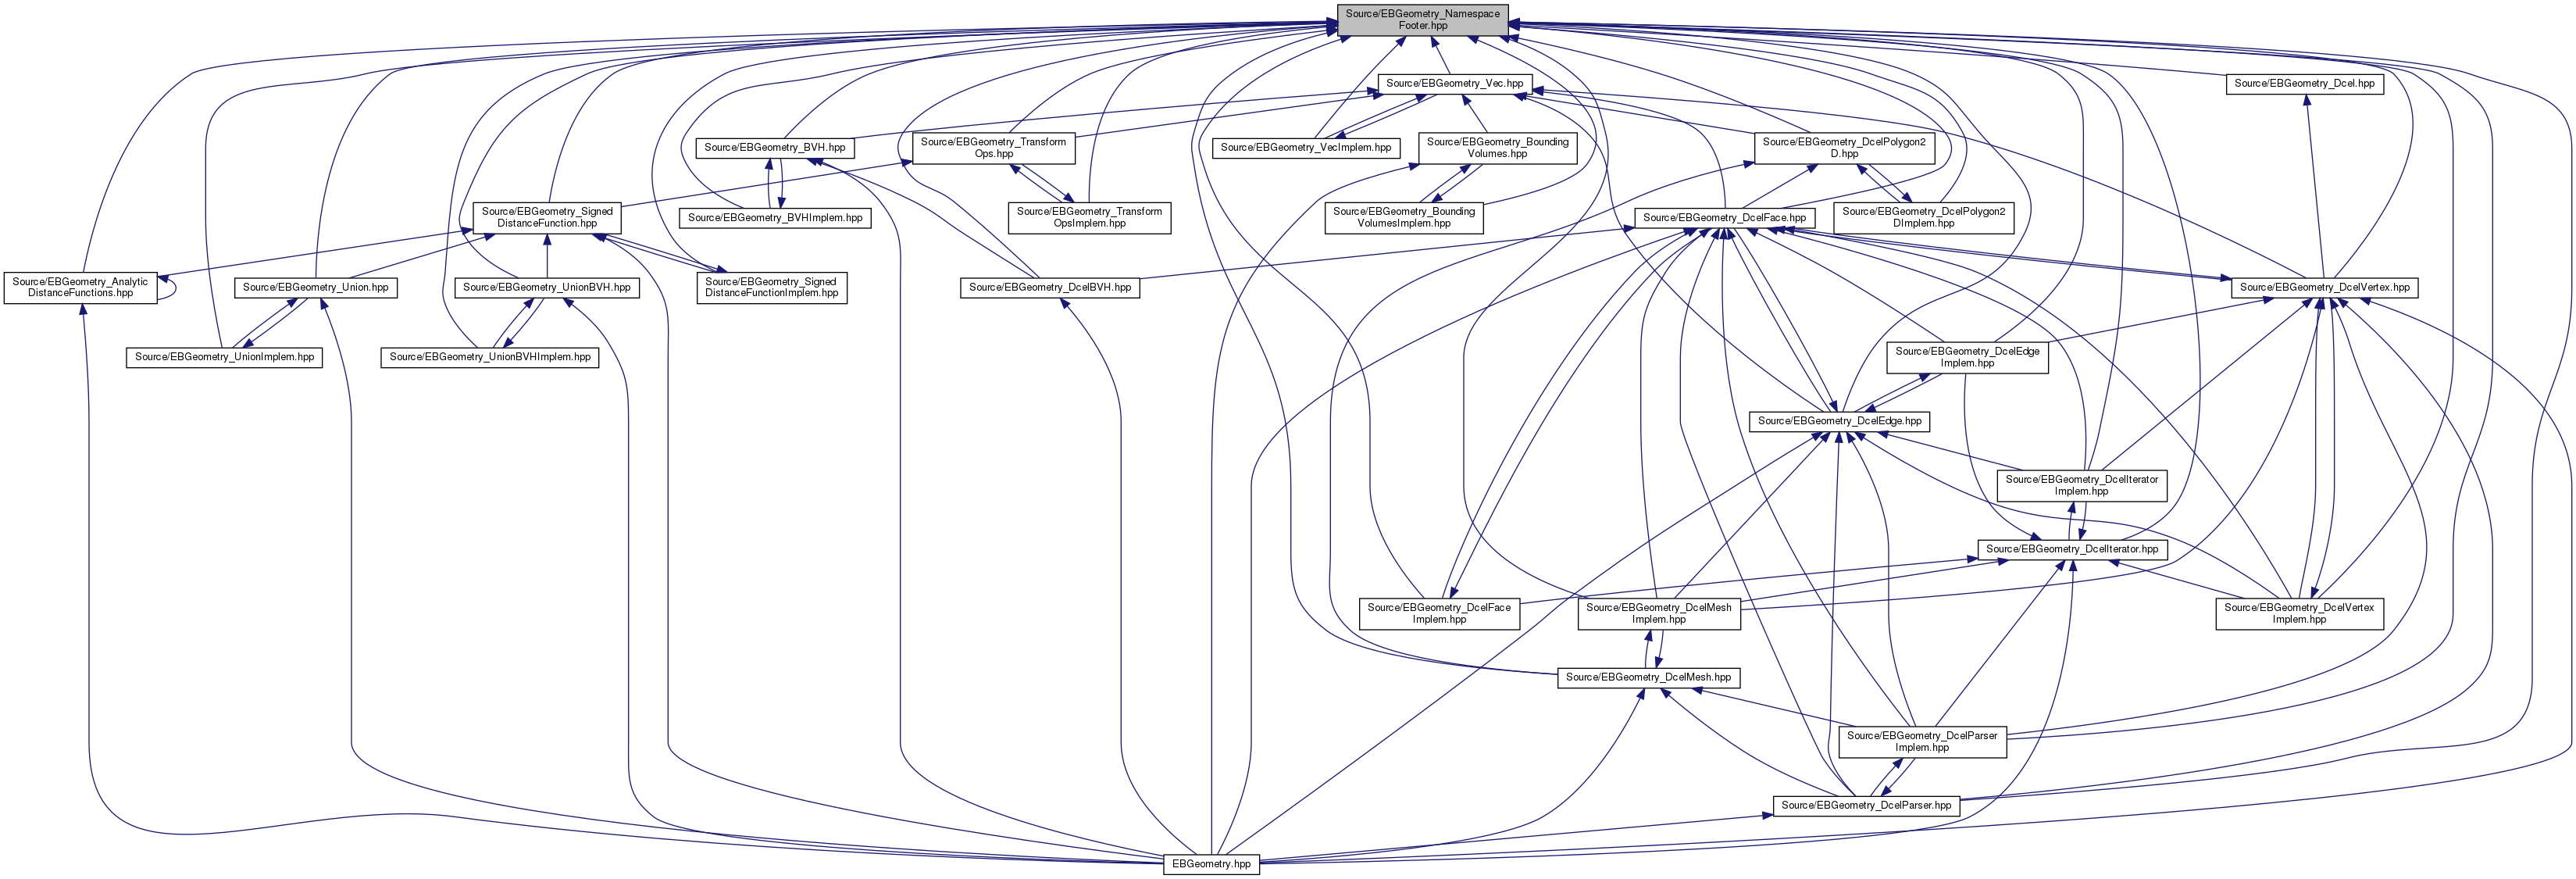 Source/EBGeometry_Namespace
Footer.hpp
Source/EBGeometry_Vec.hpp
Source/EBGeometry_Dcel.hpp
Source/EBGeometry_BVH.hpp
Source/EBGeometry_Transform
Ops.hpp
Source/EBGeometry_VecImplem.hpp
Source/EBGeometry_Bounding
Volumes.hpp
Source/EBGeometry_DcelPolygon2
D.hpp
Source/EBGeometry_Signed
DistanceFunction.hpp
Source/EBGeometry_BVHImplem.hpp
Source/EBGeometry_Transform
OpsImplem.hpp
Source/EBGeometry_Bounding
VolumesImplem.hpp
Source/EBGeometry_DcelFace.hpp
Source/EBGeometry_DcelPolygon2
DImplem.hpp
Source/EBGeometry_Analytic
DistanceFunctions.hpp
Source/EBGeometry_Union.hpp
Source/EBGeometry_UnionBVH.hpp
Source/EBGeometry_Signed
DistanceFunctionImplem.hpp
Source/EBGeometry_DcelBVH.hpp
Source/EBGeometry_DcelVertex.hpp
Source/EBGeometry_UnionImplem.hpp
Source/EBGeometry_UnionBVHImplem.hpp
Source/EBGeometry_DcelEdge
Implem.hpp
Source/EBGeometry_DcelEdge.hpp
Source/EBGeometry_DcelIterator
Implem.hpp
Source/EBGeometry_DcelIterator.hpp
Source/EBGeometry_DcelFace
Implem.hpp
Source/EBGeometry_DcelMesh
Implem.hpp
Source/EBGeometry_DcelVertex
Implem.hpp
Source/EBGeometry_DcelMesh.hpp
Source/EBGeometry_DcelParser
Implem.hpp
Source/EBGeometry_DcelParser.hpp
EBGeometry.hpp